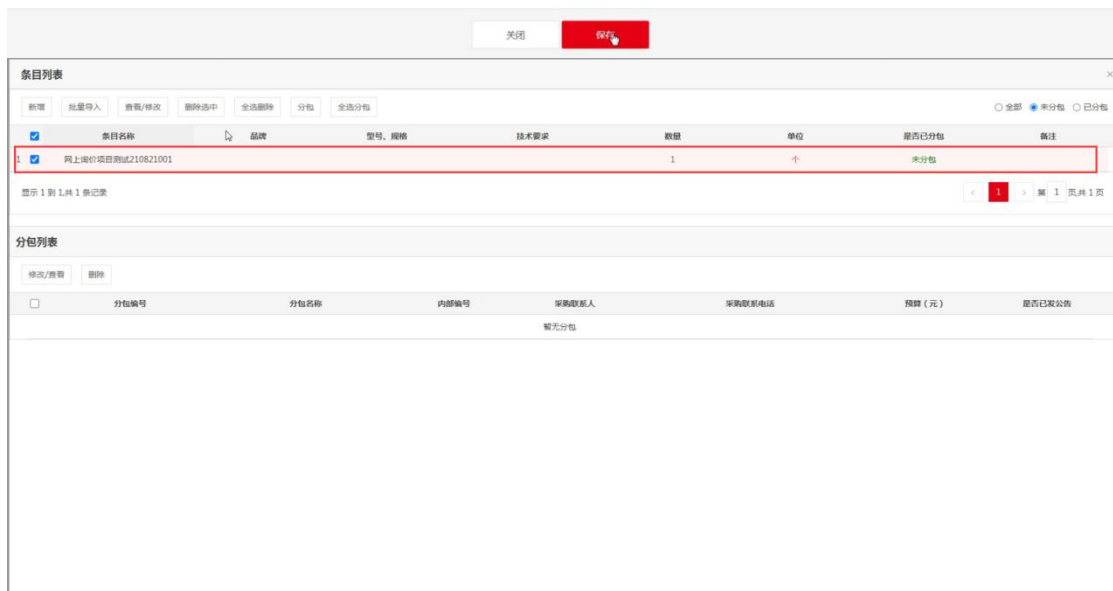 关闭 保存
条目列表 ×
新增 批量导入 查看/修改 删除选中 全选删除 分包 全选分包 全部 未分包 已分包
条目名称 品牌 型号、规格 技术要求 数量 单位 是否已分包 备注
1 网上询价项目测试210821001 1 个 未分包
显示 1 到 1,共 1 条记录 < 1 > 第 1 页,共 1 页
分包列表
修改/查看 删除
分包编号 分包名称 内部编号 采购联系人 采购联系电话 预算(元) 是否已发公告
暂无分包